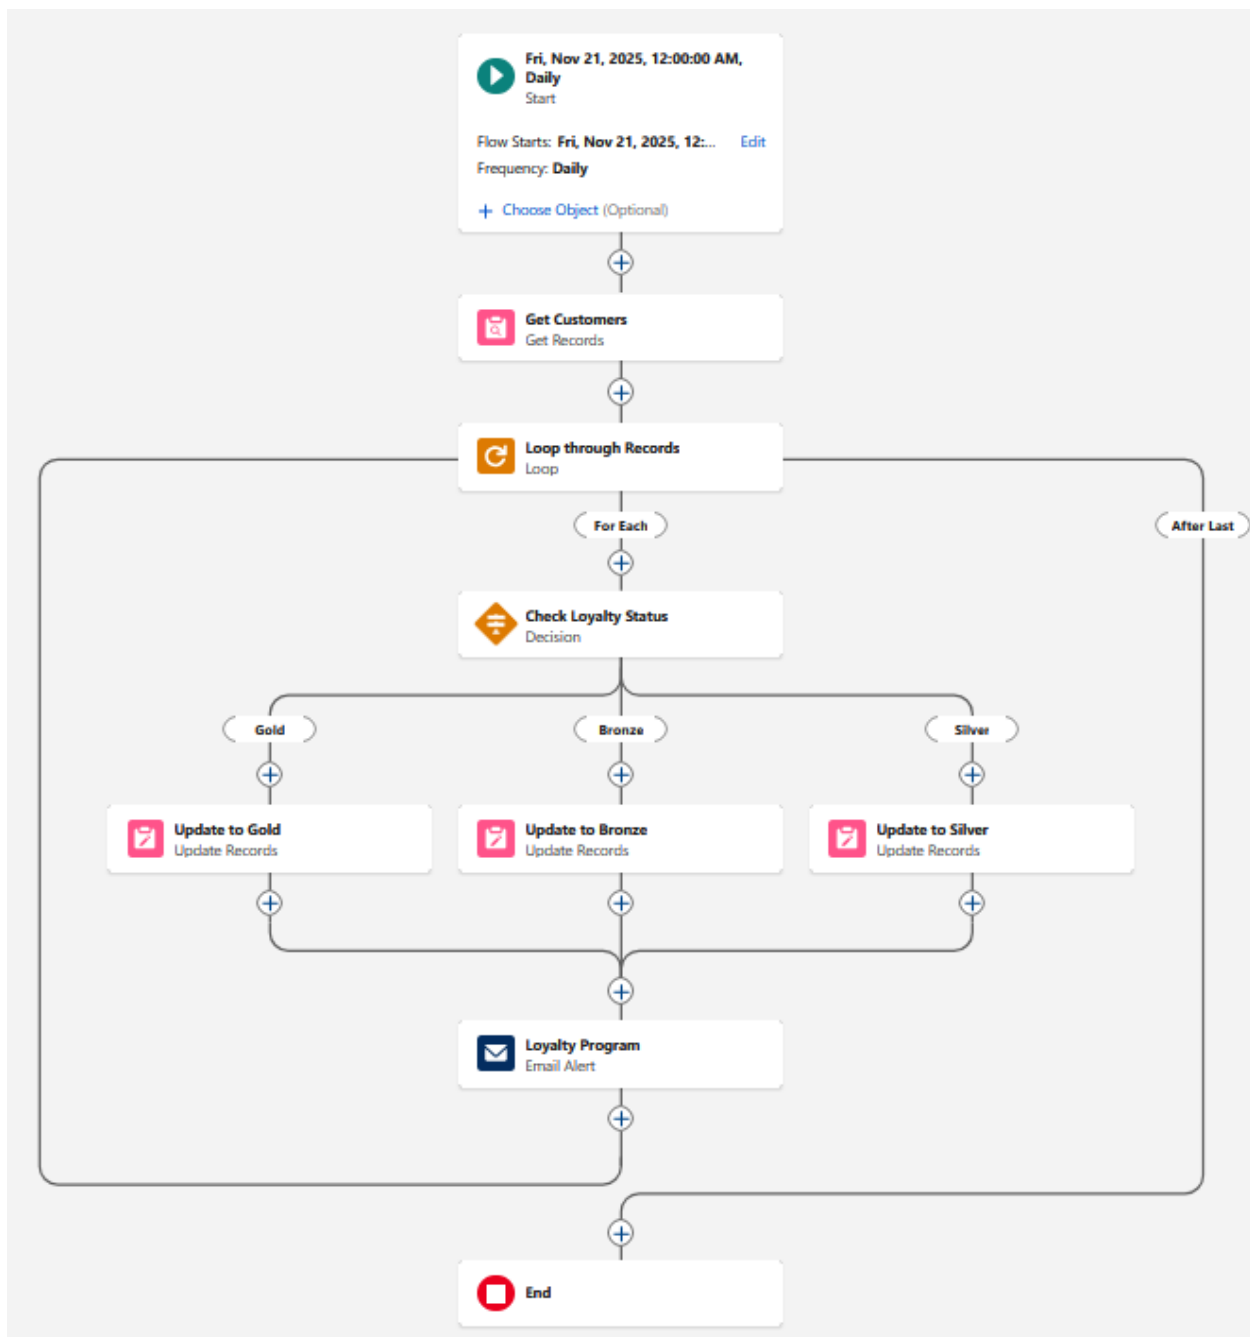 Fri, Nov 21, 2025, 12:00:00 AM,
Daily
Start
Flow Starts: Fri, Nov 21, 2025, 12:... Edit
Frequency: Daily
+ Choose Object (Optional)
Get Customers
Get Records
Loop through Records
Loop
For Each
After Last
Check Loyalty Status
Decision
Gold
Bronze
Silver
Update to Gold
Update Records
Update to Bronze
Update Records
Update to Silver
Update Records
Loyalty Program
Email Alert
End